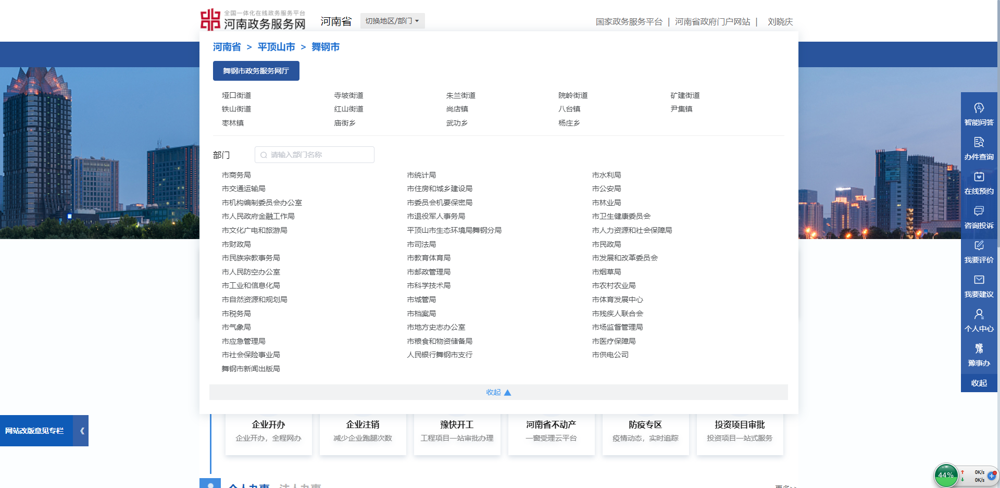 全国一体化在线政务服务平台
河南政务服务网
河南省
切换地区/部门
国家政务服务平台 | 河南省政府门户网站 | 刘晓庆
河南省 > 平顶山市 > 舞钢市
舞钢市政务服务网厅
垭口街道 寺坡街道 朱兰街道 院岭街道 矿建街道
铁山街道 红山街道 尚店镇 八台镇 尹集镇
枣林镇 庙街乡 武功乡 杨庄乡
部门
请输入部门名称
市商务局 市统计局 市水利局
市交通运输局 市住房和城乡建设局 市公安局
市机构编制委员会办公室 市委员会机要保密局 市林业局
市人民政府金融工作局 市退役军人事务局 市卫生健康委员会
市文化广电和旅游局 平顶山市生态环境局舞钢分局 市人力资源和社会保障局
市财政局 市司法局 市民政局
市民族宗教事务局 市教育体育局 市发展和改革委员会
市人民防空办公室 市邮政管理局 市烟草局
市工业和信息化局 市科学技术局 市农村农业局
市自然资源和规划局 市城管局 市体育发展中心
市税务局 市档案局 市残疾人联合会
市气象局 市地方史志办公室 市场监督管理局
市应急管理局 市粮食和物资储备局 市医疗保障局
市社会保险事业局 人民银行舞钢市支行 市供电公司
舞钢市新闻出版局
收起
智能问答
办件查询
在线预约
咨询投诉
我要评价
我要建议
个人中心
豫事办
收起
网站改版意见专栏 《
企业开办 企业注销 豫快开工 河南省不动产 防疫专区 投资项目审批
企业开办，全程网办 减少企业跑腿次数 工程项目一站审批办理 一窗受理云平台 疫情动态，实时追踪 投资项目一站式服务
个人办事 法人办事
更多>>
44%
0K/s
0K/s